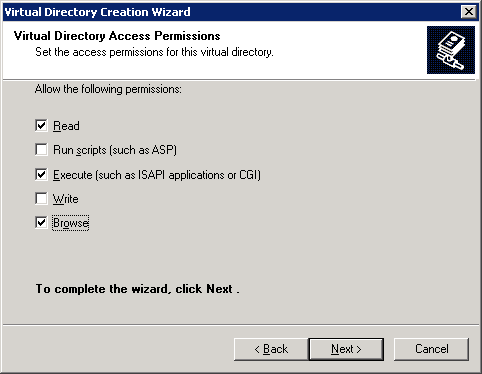 Virtual Directory Creation Wizard
Virtual Directory Access Permissions
Set the access permissions for this virtual directory.
Allow the following permissions:
Read
Run scripts (such as ASP)
Execute (such as ISAPI applications or CGI)
Write
Browse
To complete the wizard, click Next .
< Back
Next >
Cancel